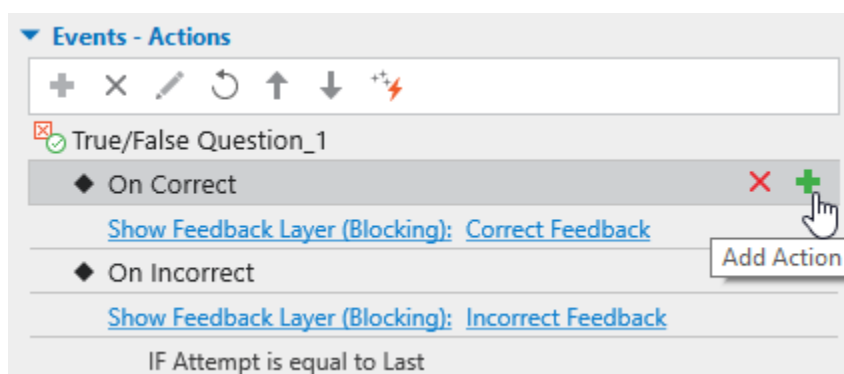 Events - Actions
True/False Question_1
On Correct
Show Feedback Layer (Blocking): Correct Feedback
Add Action
On Incorrect
Show Feedback Layer (Blocking): Incorrect Feedback
IF Attempt is equal to Last